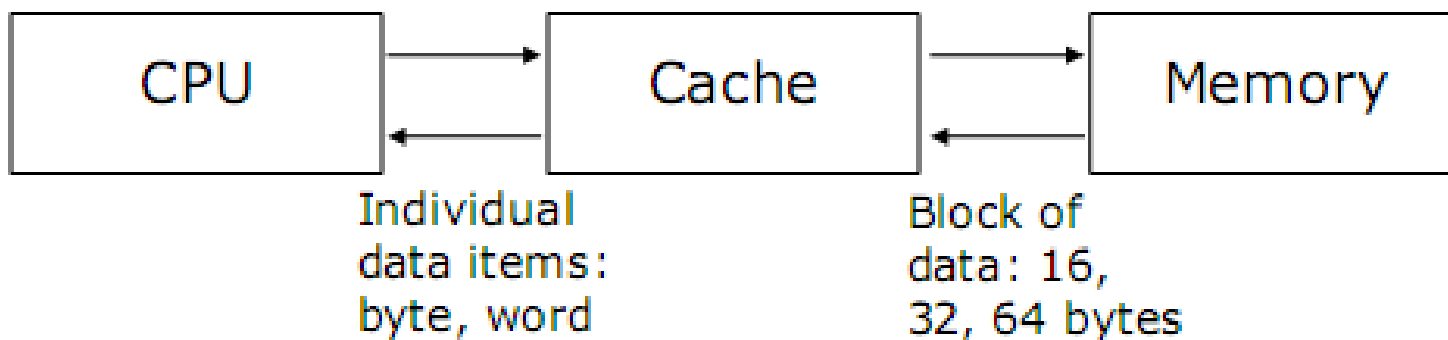 CPU
Cache
Memory
Individual
data items:
byte, word
Block of
data: 16,
32, 64 bytes